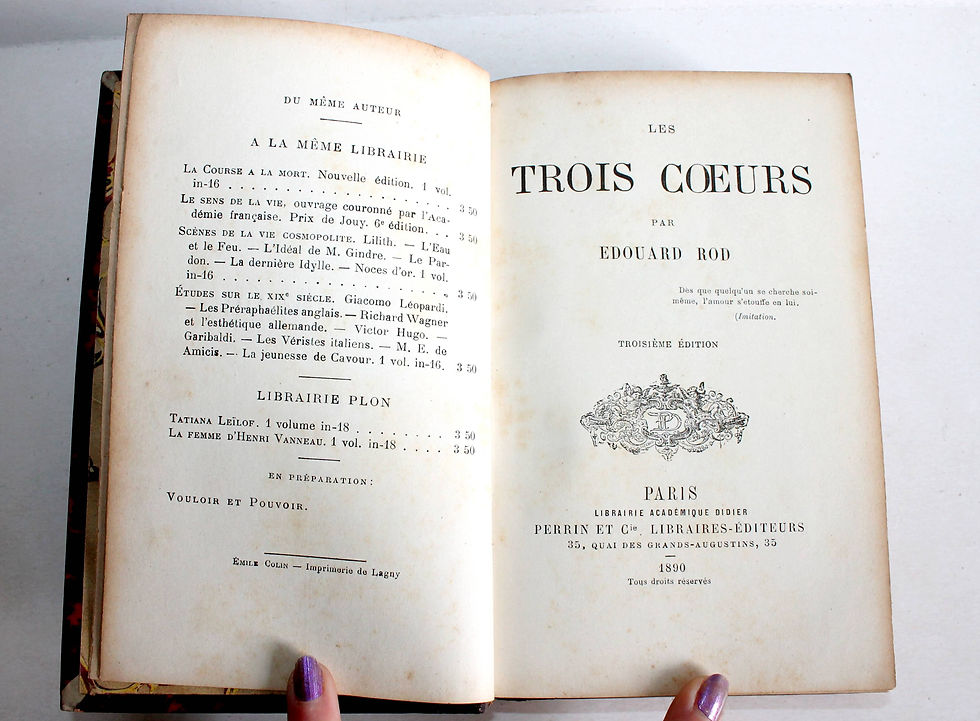 DU MÊME AUTEUR
A LA MÊME LIBRAIRIE
LA COURSE A LA MORT. Nouvelle édition. 1 vol.
in-16 . . . . . . . . . . . . . . . . . . 3 50
LE SENS DE LA VIE, ouvrage couronné par l'Aca-
démie française. Prix de Jouy. 6e édition. . . 3 50
SCÈNES DE LA VIE COSMOPOLITE. Lilith. — L'Eau
et le Feu. — L'Idéal de M. Gindre. — Le Par-
don. — La dernière Idylle. — Noces d'or. 1 vol.
in-16 . . . . . . . . . . . . . . . . . . 3 50
ÉTUDES SUR LE XIXe SIÈCLE. Giacomo Léopardi.
— Les Préraphaélites anglais. — Richard Wagner
et l'esthétique allemande. — Victor Hugo. —
Garibaldi. — Les Véristes italiens. — M. E. de
Amicis. — La jeunesse de Cavour. 1 vol. in-16. 3 50
LIBRAIRIE PLON
TATIANA LEÏLOF. 1 volume in-18 . . . . . . . . 3 50
LA FEMME D'HENRI VANNEAU. 1 vol. in-18 . . . . 3 50
EN PRÉPARATION :
VOULOIR ET POUVOIR.
ÉMILE COLIN — Imprimerie de Lagny
LES
TROIS CŒURS
PAR
EDOUARD ROD
Dès que quelqu'un se cherche soi-
même, l'amour s'étouffe en lui.
(Imitation.
TROISIÈME ÉDITION
PARIS
LIBRAIRIE ACADÉMIQUE DIDIER
PERRIN ET Cie, LIBRAIRES-ÉDITEURS
35, QUAI DES GRANDS-AUGUSTINS, 35
1890
Tous droits réservés